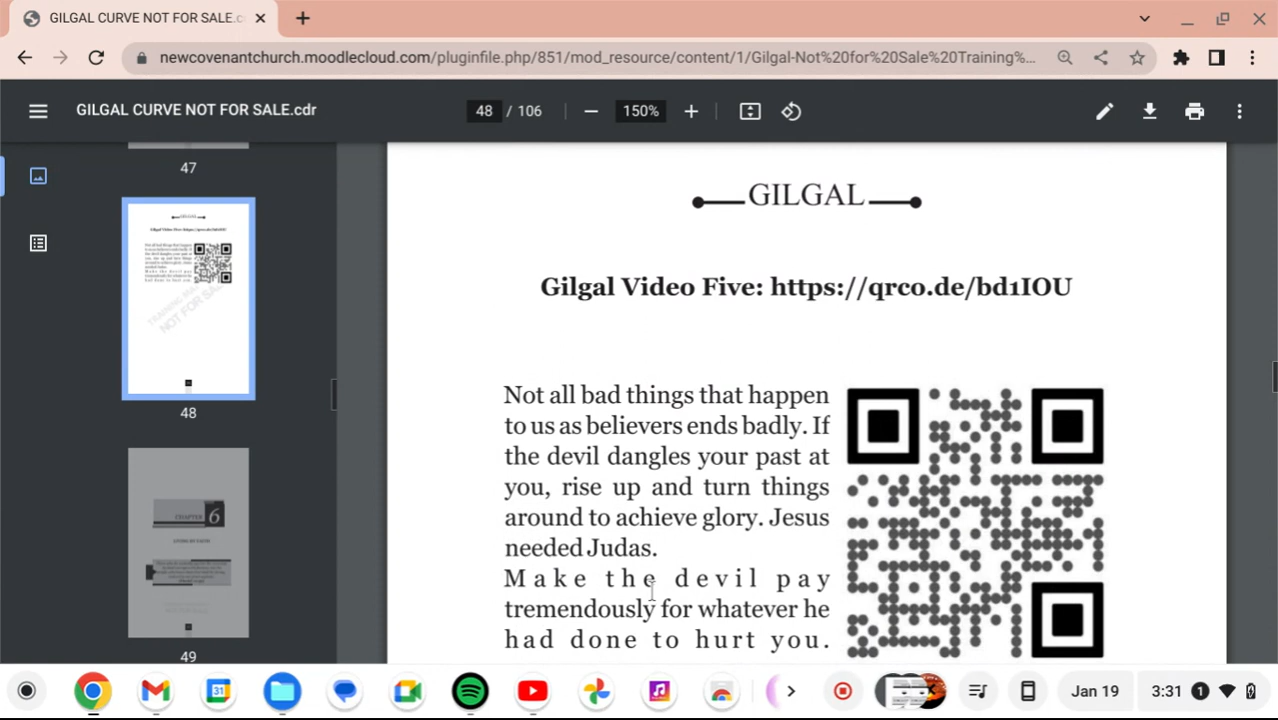 GILGAL CURVE NOT FOR SALE.c
newcovenantchurch.moodlecloud.com/pluginfile.php/851/mod_resource/content/1/Gilgal-Not%20for%20Sale%20Training%...
GILGAL CURVE NOT FOR SALE.cdr
48 / 106
150%
47
GILGAL
Gilgal Video Five: https://qrco.de/bd1IOU
Not all bad things that happen
to us as believers ends badly. If
the devil dangles your past at
you, rise up and turn things
around to achieve glory. Jesus
needed Judas.
Make the devil pay
tremendously for whatever he
had done to hurt you.
48
CHAPTER 6
49
31
Jan 19
3:31
1